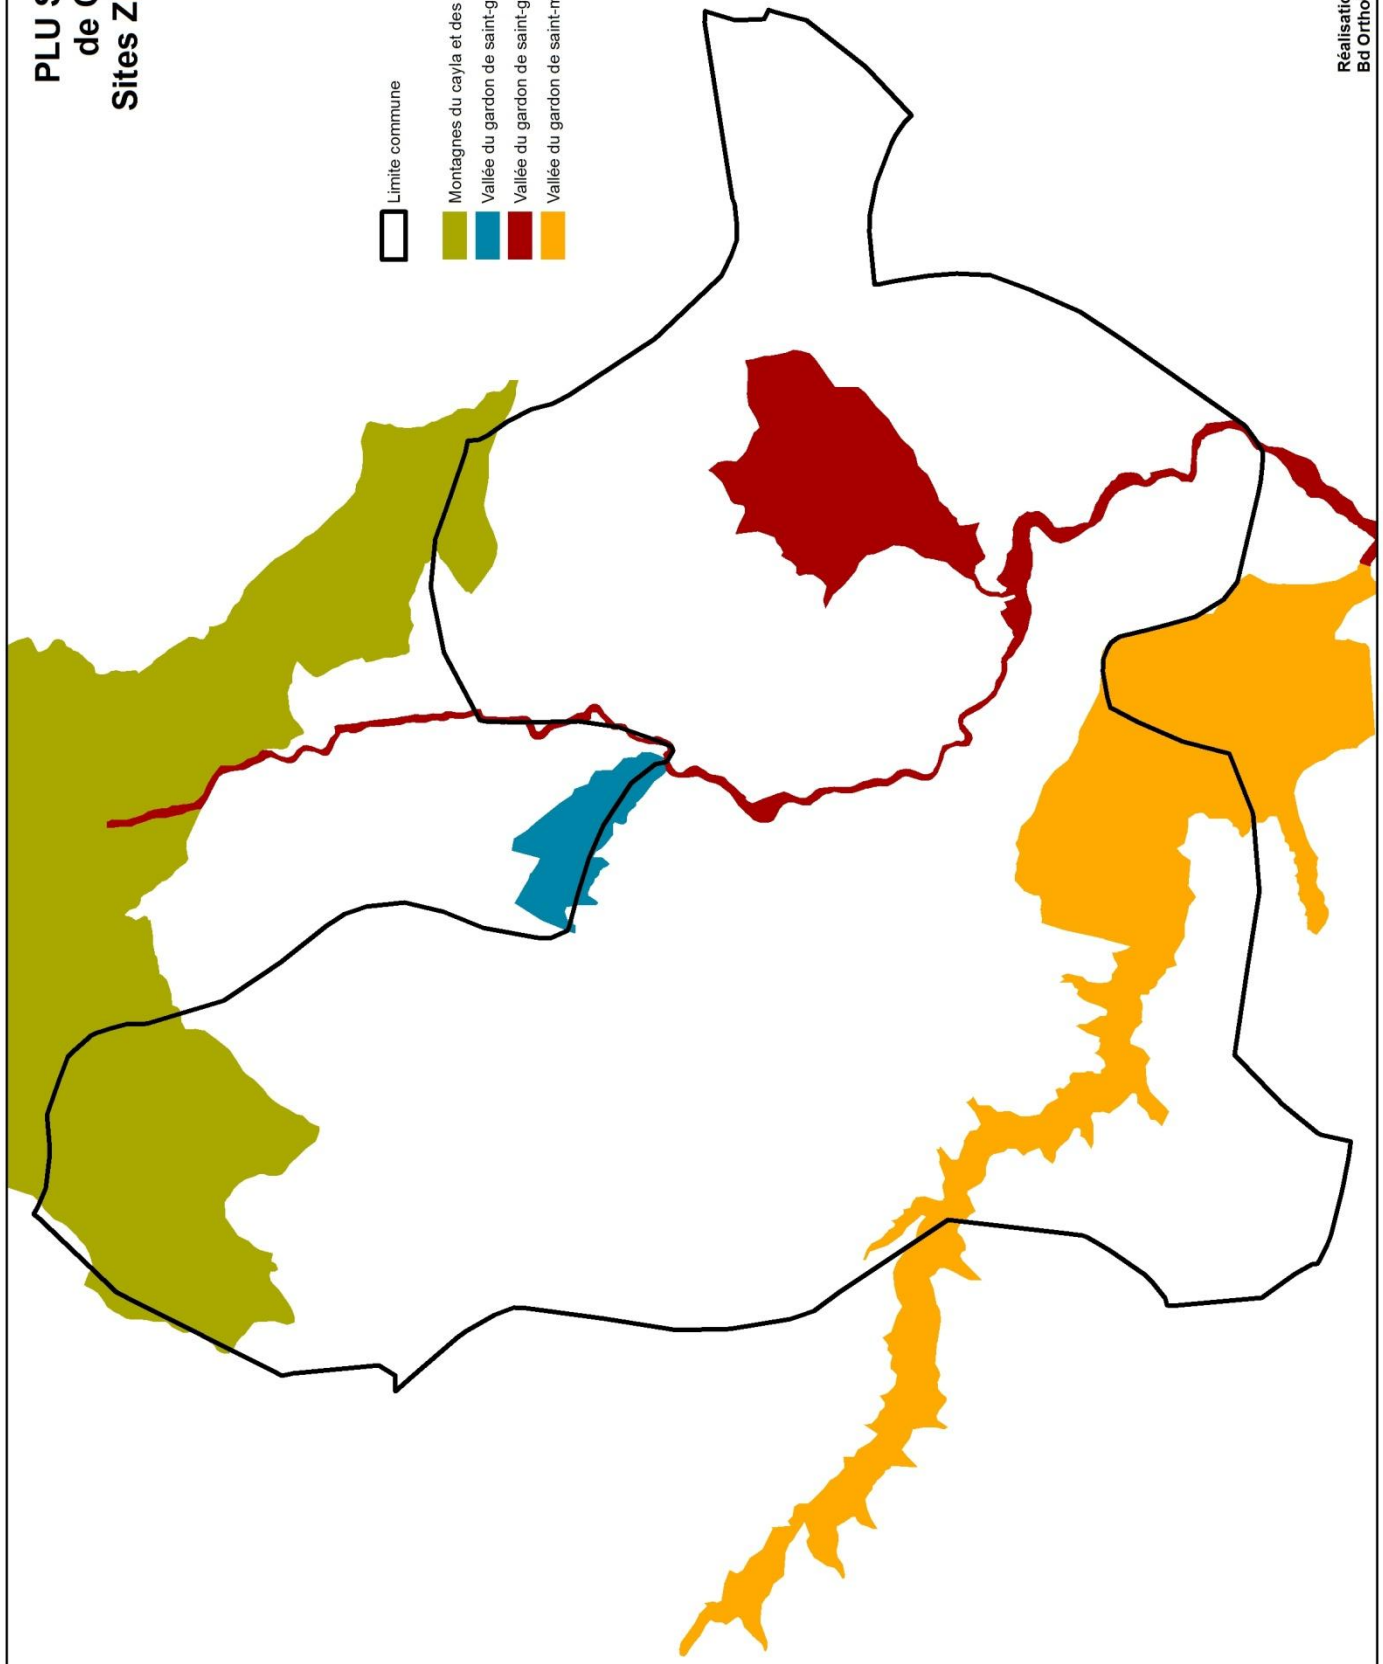 PLU S
de
Sites Z
Limite commune
Montagnes du cayla et des
Vallée du gardon de saint-g
Vallée du gardon de saint-g
Vallée du gardon de saint-m
Réalisatio
Bd Ortho